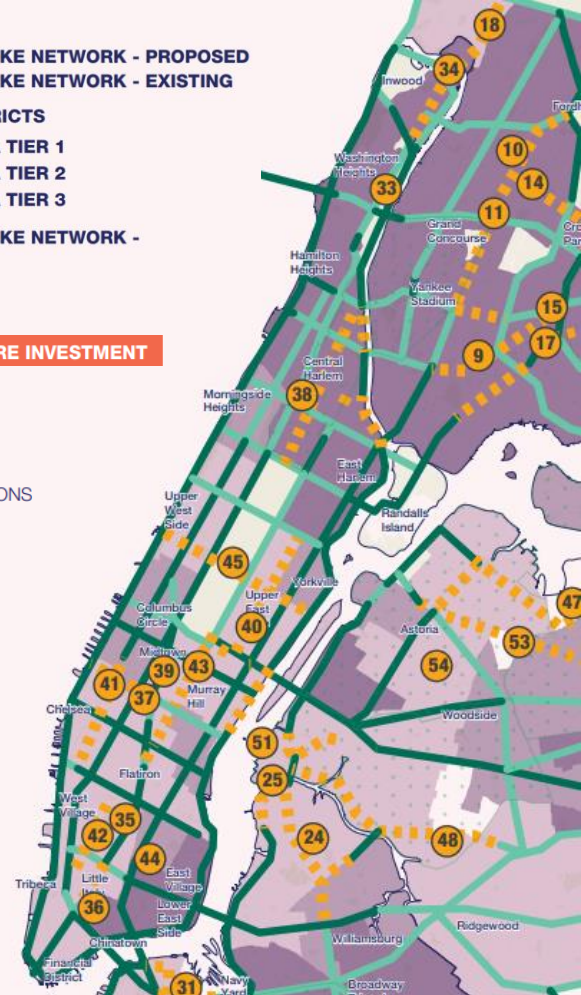 KE NETWORK - PROPOSED
KE NETWORK - EXISTING
RICTS
TIER 1
TIER 2
TIER 3
KE NETWORK -
RE INVESTMENT
ONS
18
34
Inwood
Fordh
10
Washington
Heights
14
33
11
Grand
Concourse
Cro
Par
Hamilton
Heights
Yankee
Stadium
15
17
9
Central
Harlem
38
Morningside
Heights
East
Harlem
Upper
West
Side
Randalls
Island
45
Yorkville
47
Columbus
Circle
Upper
East
40
Astoria
53
Midtown
39
43
54
41
37
Murray
Hill
Chelsea
Woodside
51
Flatiron
25
West
Village
35
42
24
48
44
Tribeca
Little
Italy
East
Village
36
Lower
East
Side
Ridgewood
Chinatown
Williamsburg
Financial
District
31
Navy
Yard
Broadway